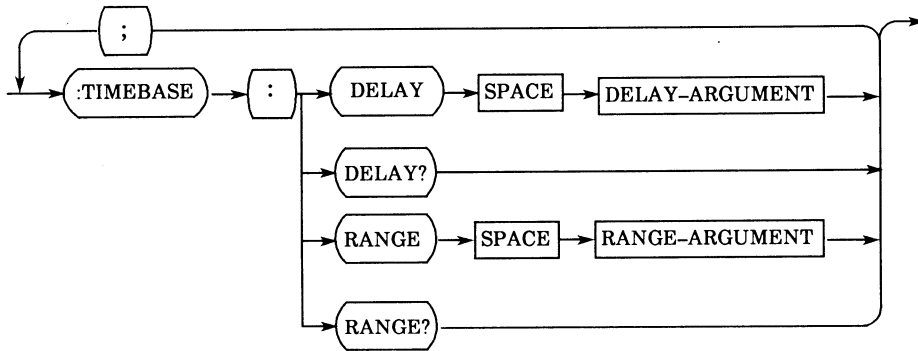 ;
:TIMEBASE : DELAY SPACE DELAY-ARGUMENT
DELAY?
RANGE SPACE RANGE-ARGUMENT
RANGE?